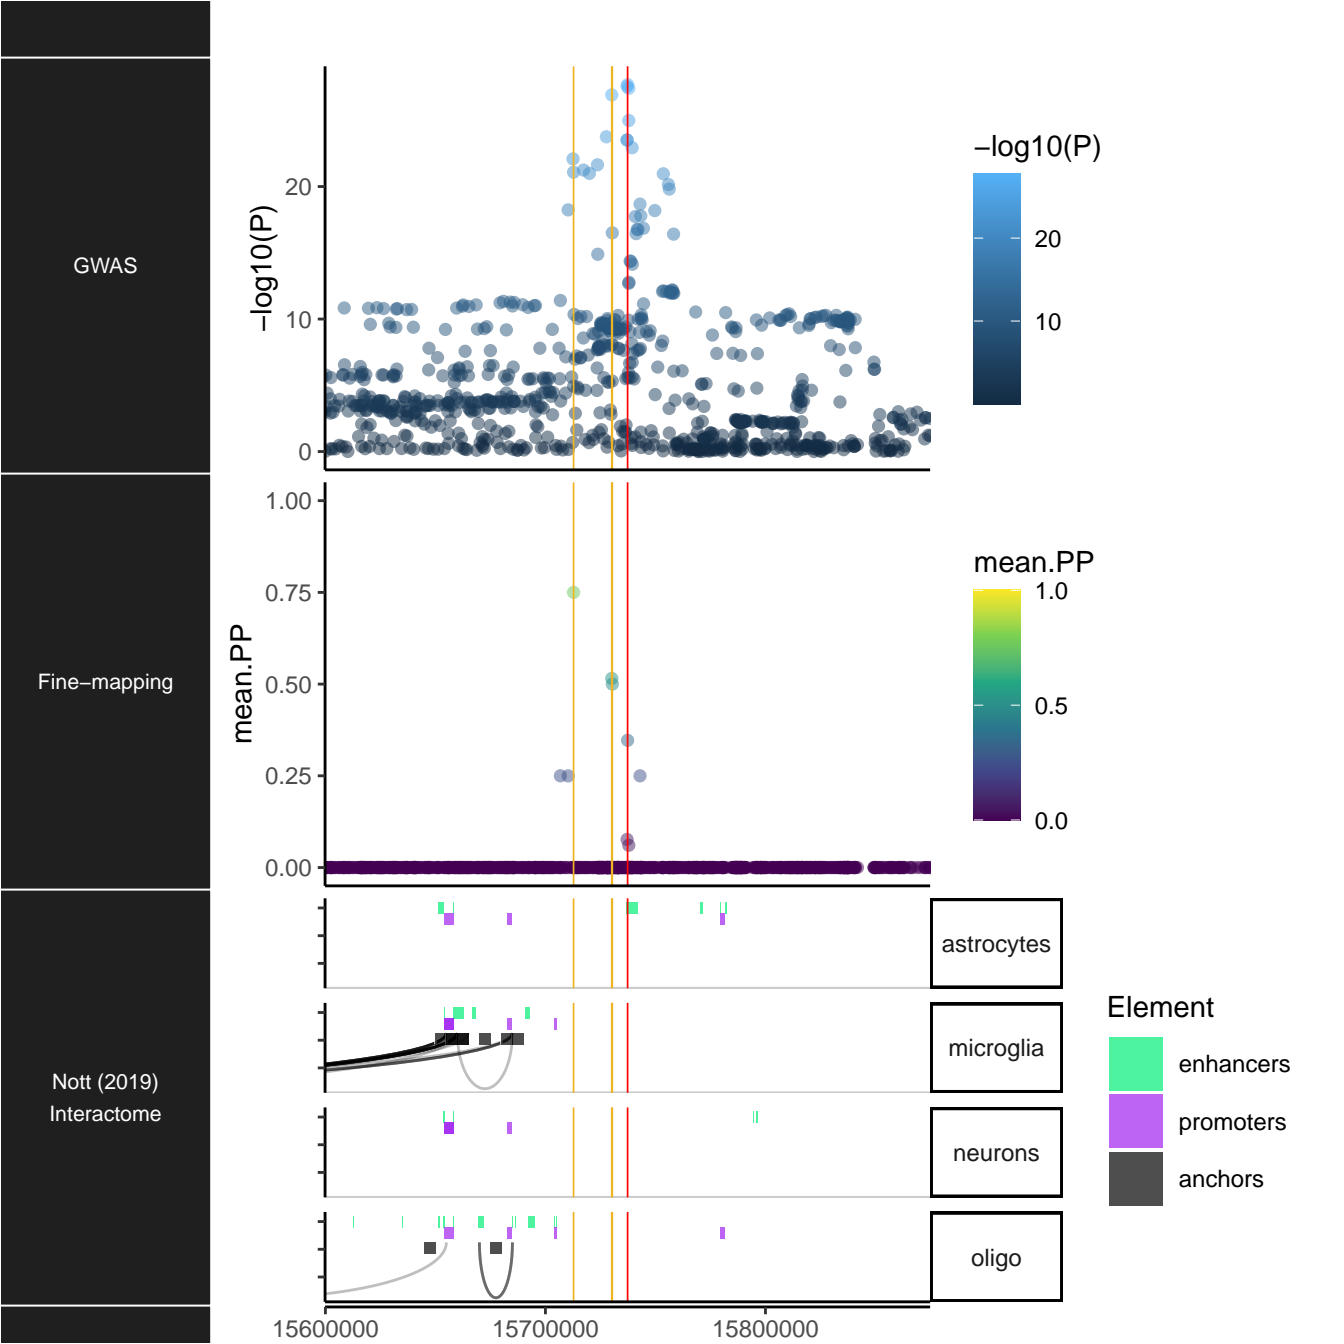 GWAS
−log10(P)
20
10
0
−log10(P)
20
10
Fine−mapping
mean.PP
1.00
0.75
0.50
0.25
0.00
mean.PP
1.0
0.5
0.0
Nott (2019)
Interactome
astrocytes
microglia
neurons
oligo
Element
enhancers
promoters
anchors
15600000
15700000
15800000